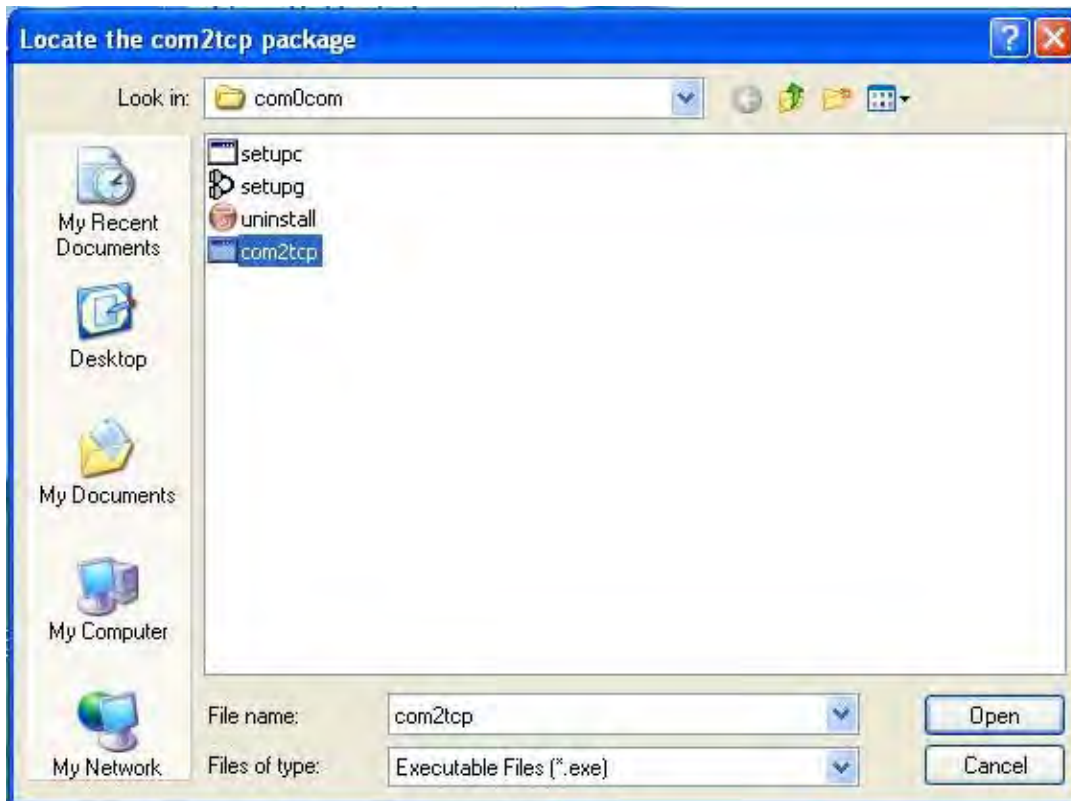 Locate the com2tcp package
Look in:
com0com
My Recent
Documents
Desktop
My Documents
My Computer
My Network
setupc
setupg
uninstall
com2tcp
File name:
com2tcp
Open
Files of type:
Executable Files (*.exe)
Cancel